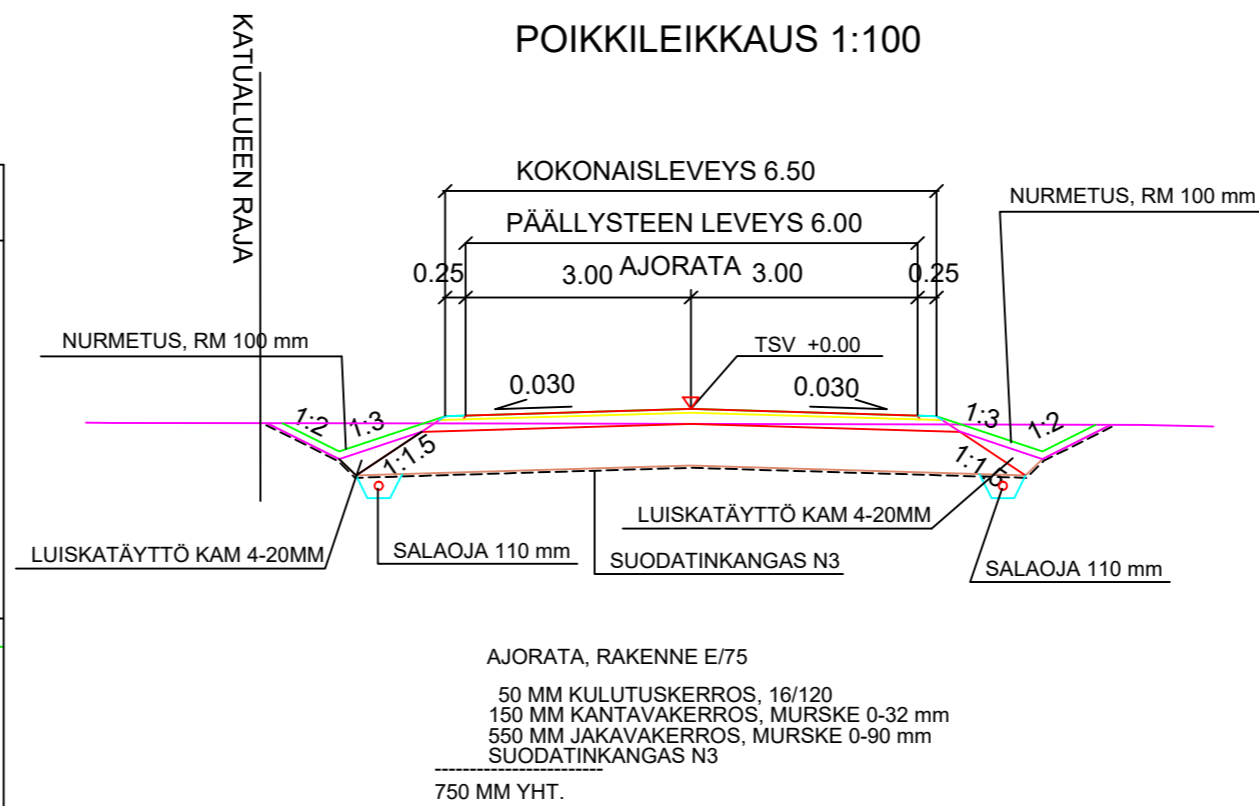 POIKKILEIKKAUS 1:100
KATUALUEEN RAJA
KOKONAISLEVEYS 6.50
NURMETUS, RM 100 mm
PÄÄLLYSTEEN LEVEYS 6.00
AJORATA
0.25
3.00
3.00
0.25
NURMETUS, RM 100 mm
TSV +0.00
0.030
0.030
1:2
1:3
1:1.5
1:3
1:2
1:1.5
LUISKATÄYTTÖ KAM 4-20MM
LUISKATÄYTTÖ KAM 4-20MM
SALAOJA 110 mm
SUODATINKANGAS N3
SALAOJA 110 mm
AJORATA, RAKENNE E/75
50 MM KULUTUSKERROS, 16/120
150 MM KANTAVAKERROS, MURSKE 0-32 mm
550 MM JAKAVAKERROS, MURSKE 0-90 mm
SUODATINKANGAS N3
-----------------------
750 MM YHT.